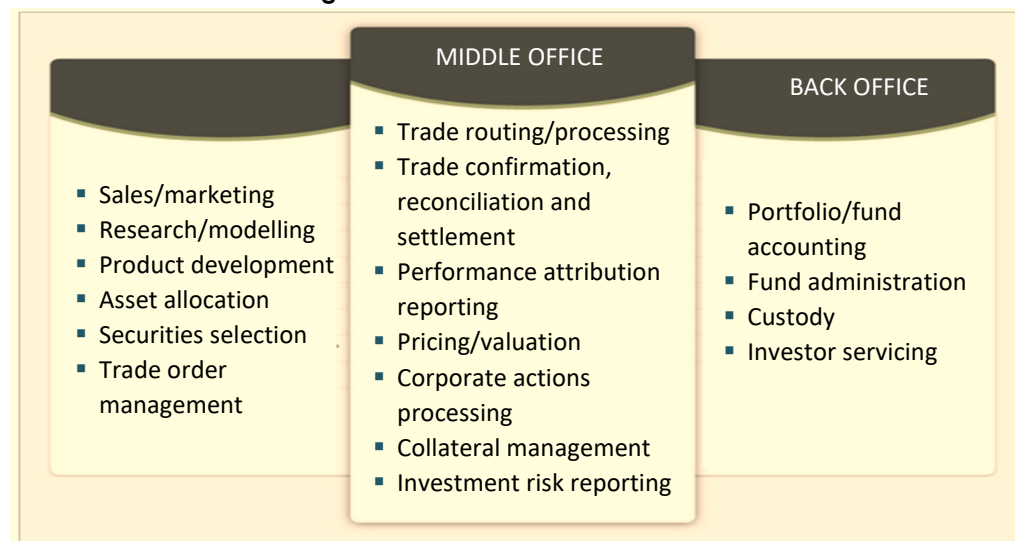 MIDDLE OFFICE
BACK OFFICE
▪ Sales/marketing
▪ Research/modelling
▪ Product development
▪ Asset allocation
▪ Securities selection
▪ Trade order
management
▪ Trade routing/processing
▪ Trade confirmation,
reconciliation and
settlement
▪ Performance attribution
reporting
▪ Pricing/valuation
▪ Corporate actions
processing
▪ Collateral management
▪ Investment risk reporting
▪ Portfolio/fund
accounting
▪ Fund administration
▪ Custody
▪ Investor servicing